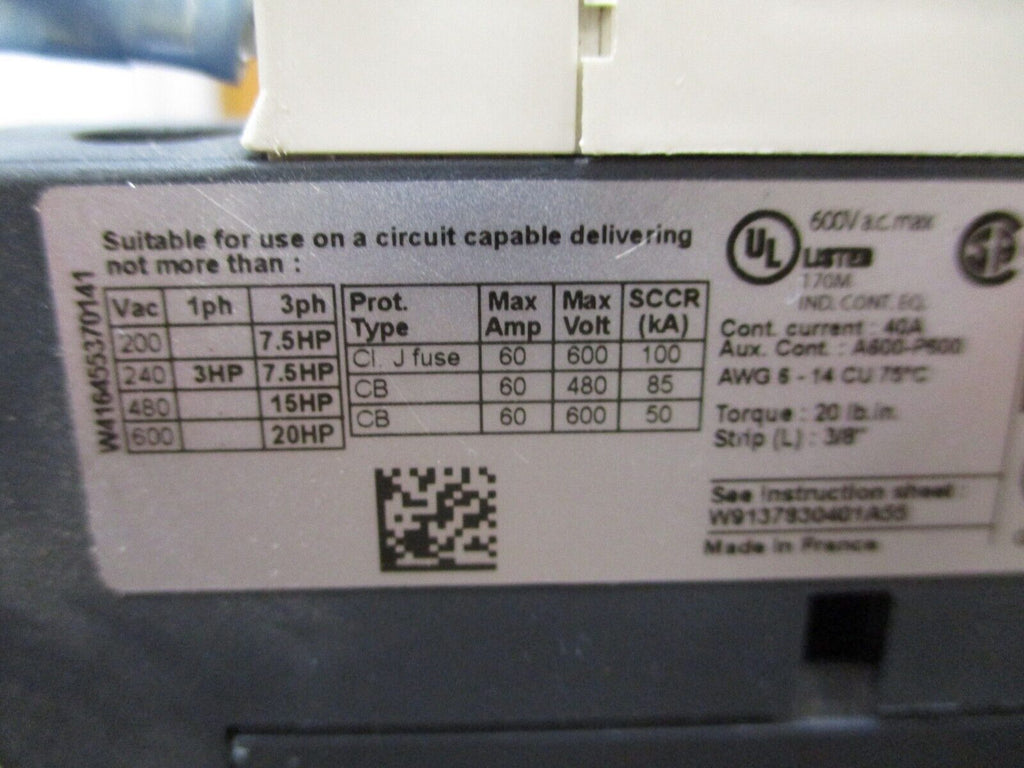 Suitable for use on a circuit capable delivering
not more than :
W416455370141
Vac 1ph 3ph
200 7.5HP
240 3HP 7.5HP
480 15HP
600 20HP
Prot. Type Max Amp Max Volt SCCR (kA)
Cl. J fuse 60 600 100
CB 60 480 85
CB 60 600 50
UL
LISTED
600V a.c. max
170M
IND. CONT. EQ.
Cont. current : 40A
Aux. Cont. : A600-P600
AWG 6 - 14 CU 75°C
Torque : 20 lb.in.
Strip (L) : 3/8"
See instruction sheet
W9137830401A55
Made in France